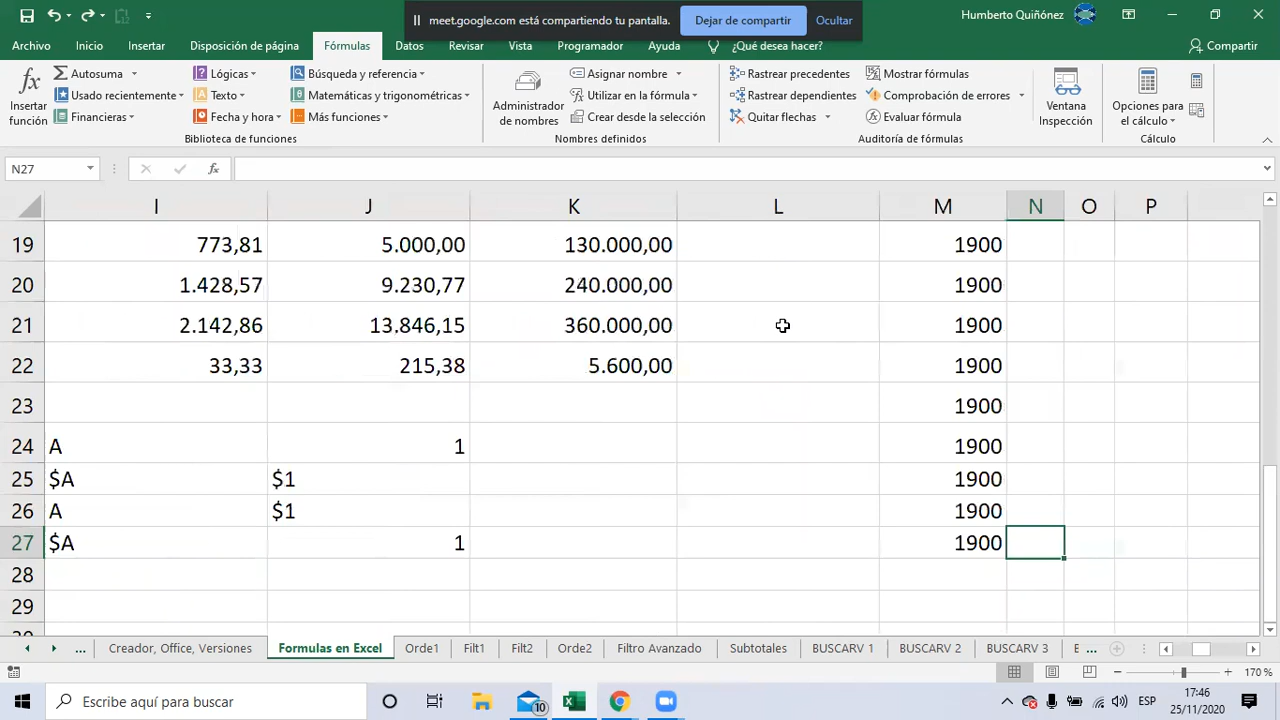 meet.google.com está compartiendo tu pantalla. Dejar de compartir Ocultar
Humberto Quiñónez
Archivo Inicio Insertar Disposición de página Fórmulas Datos Revisar Vista Programador Ayuda ¿Qué desea hacer? Compartir
Insertar función
Autosuma Lógicas Búsqueda y referencia
Usado recientemente Texto Matemáticas y trigonométricas
Financieras Fecha y hora Más funciones
Biblioteca de funciones
Administrador de nombres
Asignar nombre
Utilizar en la fórmula
Crear desde la selección
Nombres definidos
Rastrear precedentes Mostrar fórmulas
Rastrear dependientes Comprobación de errores
Quitar flechas Evaluar fórmula
Auditoría de fórmulas
Ventana Inspección
Opciones para el cálculo
Cálculo
N27 fx
I J K L M N O P
19 773,81 5.000,00 130.000,00 1900
20 1.428,57 9.230,77 240.000,00 1900
21 2.142,86 13.846,15 360.000,00 1900
22 33,33 215,38 5.600,00 1900
23 1900
24 A 1 1900
25 $A $1 1900
26 A $1 1900
27 $A 1 1900
28
29
... Creador, Office, Versiones Formulas en Excel Orde1 Filt1 Filt2 Orde2 Filtro Avanzado Subtotales BUSCARV 1 BUSCARV 2 BUSCARV 3 ...
170 %
Escribe aquí para buscar 10 ESP 17:46
25/11/2020